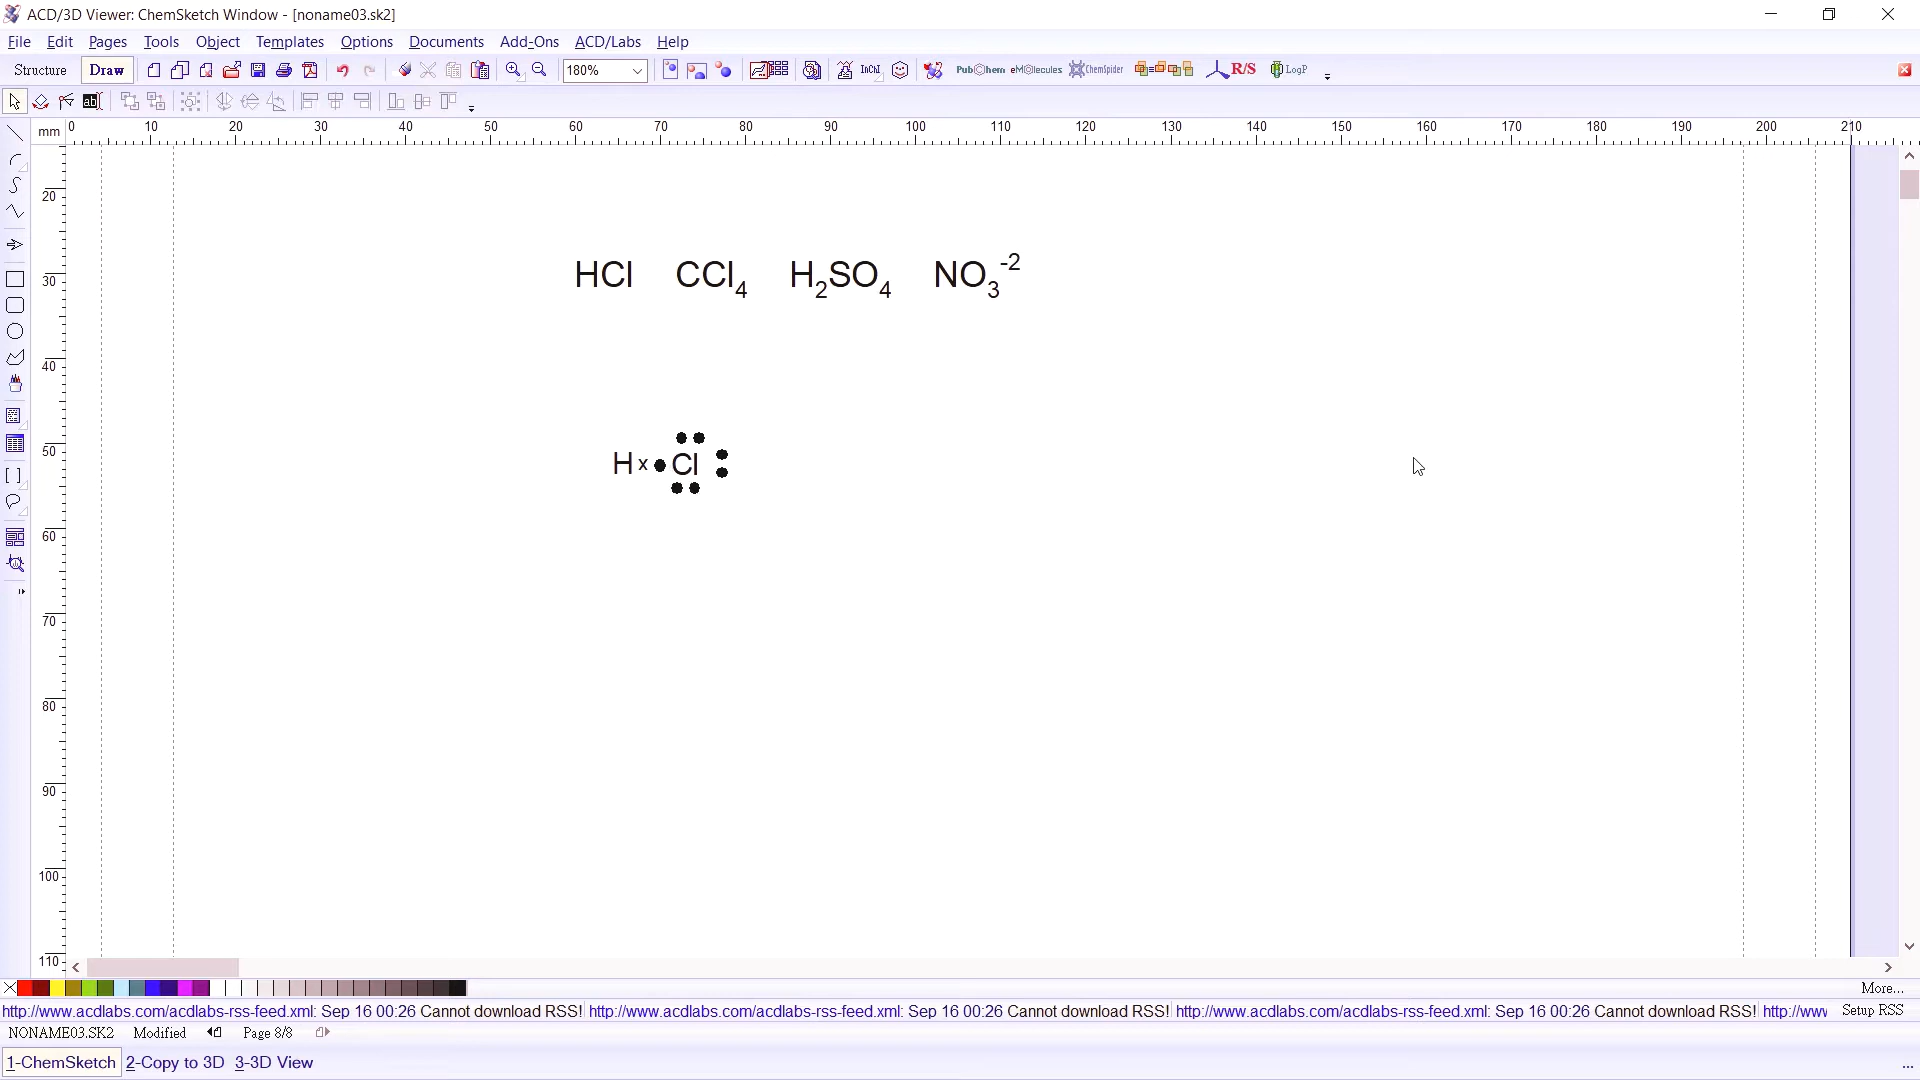 ACD/3D Viewer: ChemSketch Window - [noname03.sk2]
File Edit Pages Tools Object Templates Options Documents Add-Ons ACD/Labs Help
Structure Draw 180% InChI PubChem eMolecules ChemSpider R/S LogP
ab
mm 0 10 20 30 40 50 60 70 80 90 100 110 120 130 140 150 160 170 180 190 200 210
20
HCl CCl4 H2SO4 NO3-2
30
40
50
H x Cl
60
70
80
90
100
110
More...
http://www.acdlabs.com/acdlabs-rss-feed.xml: Sep 16 00:26 Cannot download RSS! http://www.acdlabs.com/acdlabs-rss-feed.xml: Sep 16 00:26 Cannot download RSS! http://www.acdlabs.com/acdlabs-rss-feed.xml: Sep 16 00:26 Cannot download RSS! http://www Setup RSS
NONAME03.SK2 Modified Page 8/8
1-ChemSketch 2-Copy to 3D 3-3D View ...